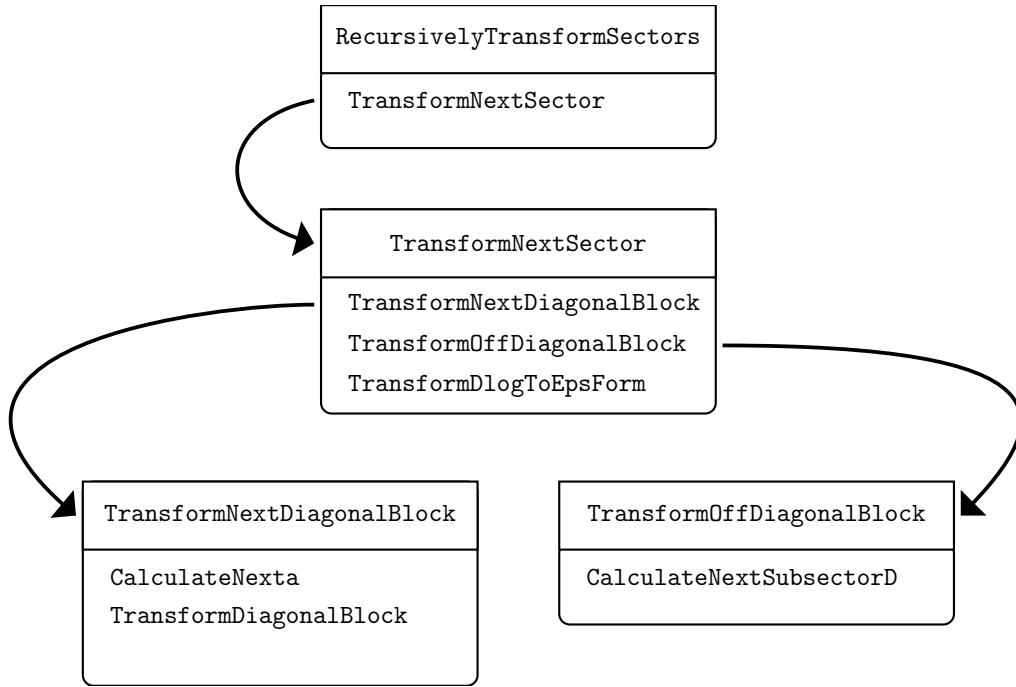 RecursivelyTransformSectors
TransformNextSector
TransformNextSector
TransformNextDiagonalBlock
TransformOffDiagonalBlock
TransformDlogToEpsForm
TransformNextDiagonalBlock
CalculateNexta
TransformDiagonalBlock
TransformOffDiagonalBlock
CalculateNextSubsectorD